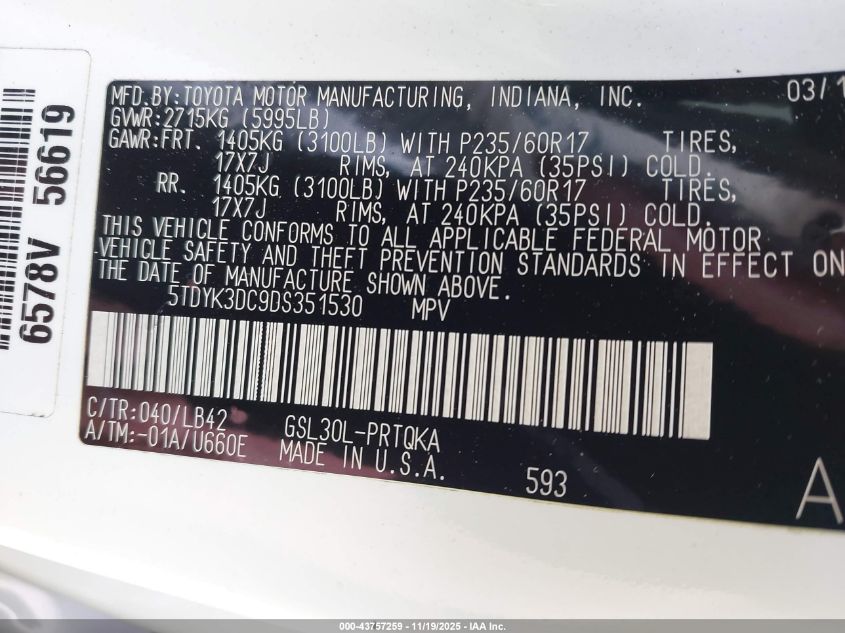 MFD.BY:TOYOTA MOTOR MANUFACTURING, INDIANA, INC. 03/1
GVWR:2715KG (5995LB)
GAWR:FRT. 1405KG (3100LB) WITH P235/60R17 TIRES,
17X7J RIMS, AT 240KPA (35PSI) COLD.
RR. 1405KG (3100LB) WITH P235/60R17 TIRES,
17X7J RIMS, AT 240KPA (35PSI) COLD.
THIS VEHICLE CONFORMS TO ALL APPLICABLE FEDERAL MOTOR
VEHICLE SAFETY AND THEFT PREVENTION STANDARDS IN EFFECT ON
THE DATE OF MANUFACTURE SHOWN ABOVE.
5TDYK3DC9DS351530 MPV
C/TR:040/LB42 GSL30L-PRTQKA
A/TM:-01A/U660E MADE IN U.S.A.
593
A
6578V 56619
000-43757259 - 11/19/2025 - IAA Inc.